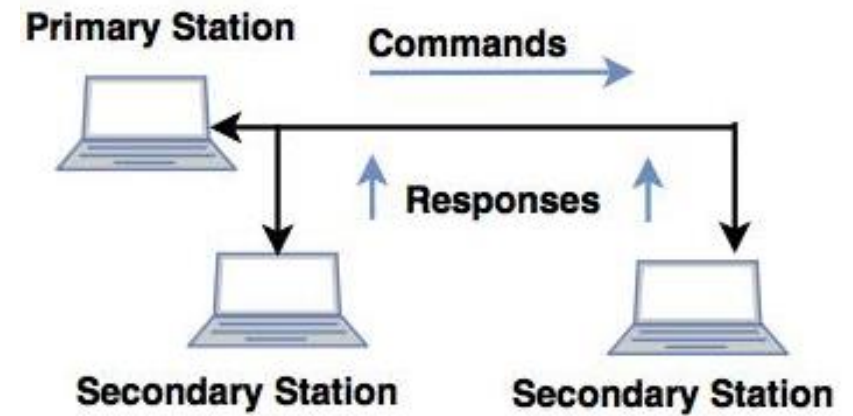 Primary Station
Commands
Responses
Secondary Station
Secondary Station